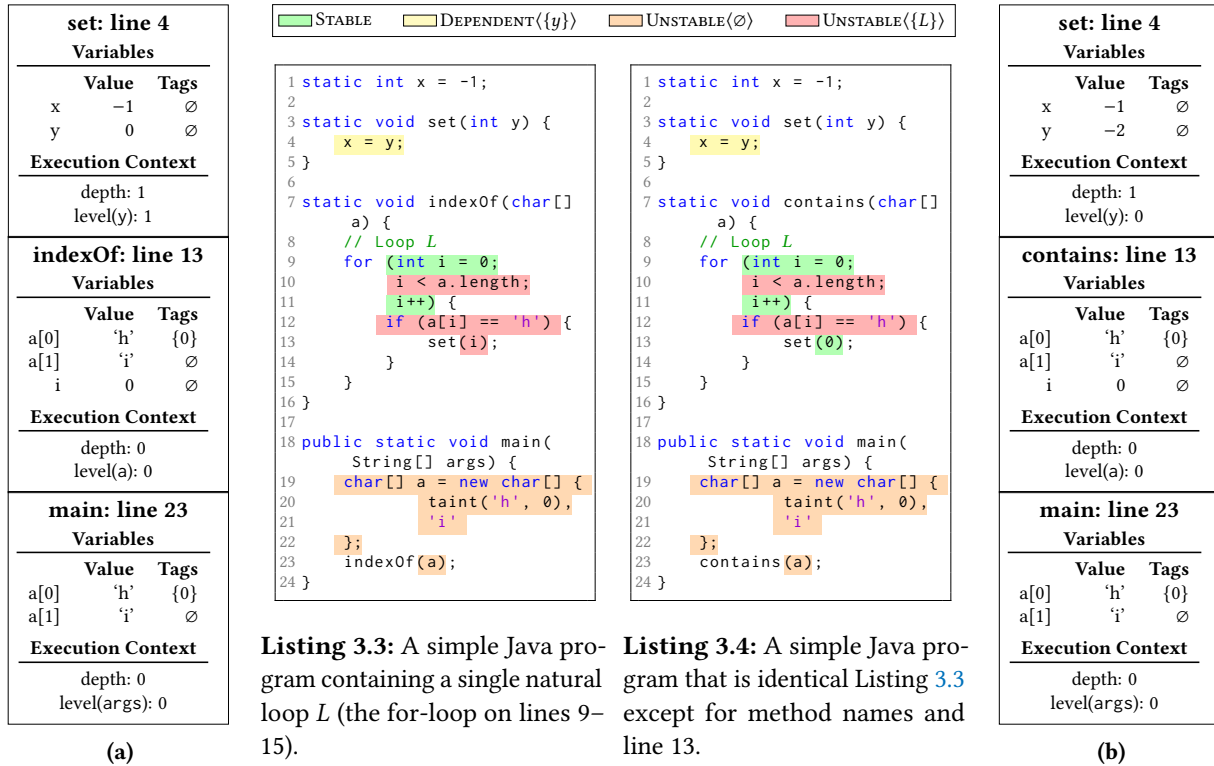 STABLE DEPENDENT⟨{y}⟩ UNSTABLE⟨∅⟩ UNSTABLE⟨{L}⟩
set: line 4
Variables
Value Tags
x −1 ∅
y 0 ∅
Execution Context
depth: 1
level(y): 1
indexOf: line 13
Variables
Value Tags
a[0] ‘h’ {0}
a[1] ‘i’ ∅
i 0 ∅
Execution Context
depth: 0
level(a): 0
main: line 23
Variables
Value Tags
a[0] ‘h’ {0}
a[1] ‘i’ ∅
Execution Context
depth: 0
level(args): 0
(a)
1 static int x = -1;
2
3 static void set(int y) {
4 x = y;
5 }
6
7 static void indexOf(char[]
a) {
8 // Loop L
9 for (int i = 0;
10 i < a.length;
11 i++) {
12 if (a[i] == 'h') {
13 set(i);
14 }
15 }
16 }
17
18 public static void main(
String[] args) {
19 char[] a = new char[] {
20 taint('h', 0),
21 'i'
22 };
23 indexOf(a);
24 }
Listing 3.3: A simple Java pro-
gram containing a single natural
loop L (the for-loop on lines 9–
15).
1 static int x = -1;
2
3 static void set(int y) {
4 x = y;
5 }
6
7 static void contains(char[]
a) {
8 // Loop L
9 for (int i = 0;
10 i < a.length;
11 i++) {
12 if (a[i] == 'h') {
13 set(0);
14 }
15 }
16 }
17
18 public static void main(
String[] args) {
19 char[] a = new char[] {
20 taint('h', 0),
21 'i'
22 };
23 contains(a);
24 }
Listing 3.4: A simple Java pro-
gram that is identical Listing 3.3
except for method names and
line 13.
set: line 4
Variables
Value Tags
x −1 ∅
y −2 ∅
Execution Context
depth: 1
level(y): 0
contains: line 13
Variables
Value Tags
a[0] ‘h’ {0}
a[1] ‘i’ ∅
i 0 ∅
Execution Context
depth: 0
level(a): 0
main: line 23
Variables
Value Tags
a[0] ‘h’ {0}
a[1] ‘i’ ∅
Execution Context
depth: 0
level(args): 0
(b)